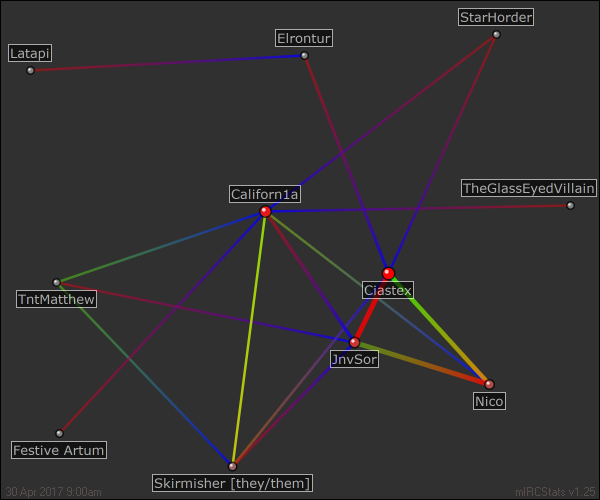 StarHorder
Elrontur
Latapi
TheGlassEyedVillain
Californ1a
Ciastex
TntMatthew
JnvSor
Nico
Festive Artum
Skirmisher [they/them]
30 Apr 2017 9:00am
mIRCStats v1.25